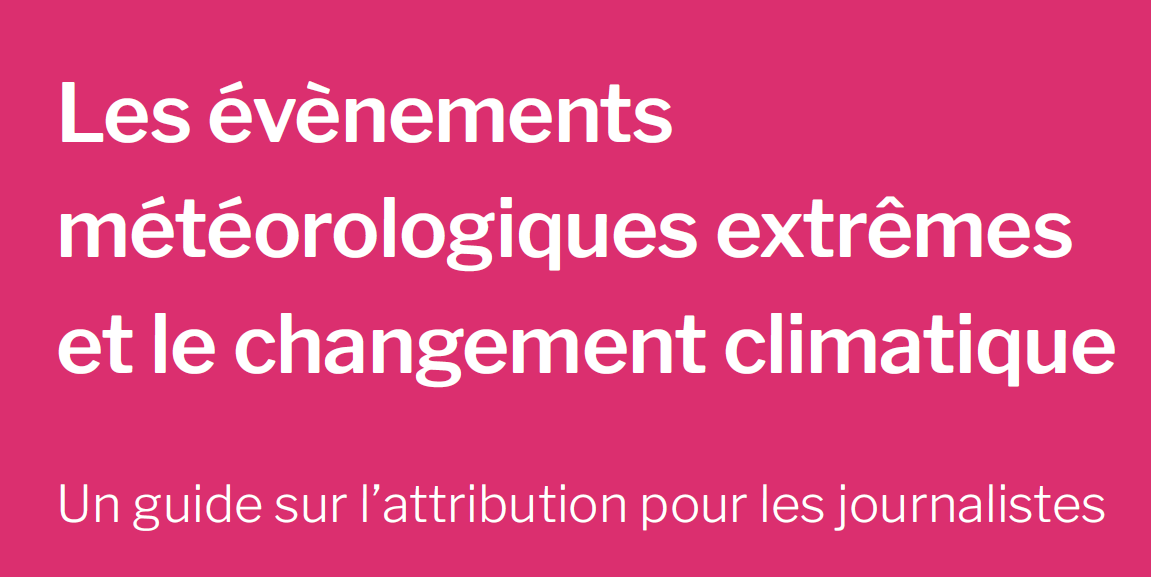 Les évènements
météorologiques extrêmes
et le changement climatique
Un guide sur l’attribution pour les journalistes